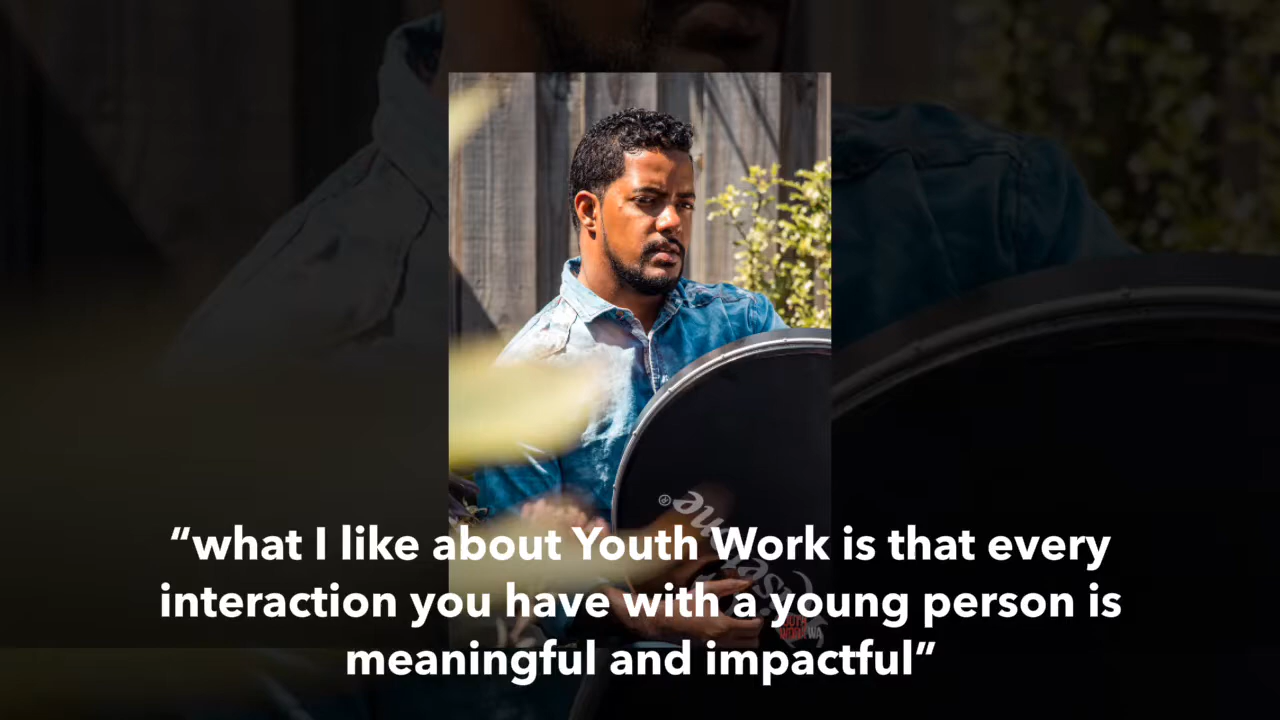 “what I like about Youth Work is that every
interaction you have with a young person is
meaningful and impactful”